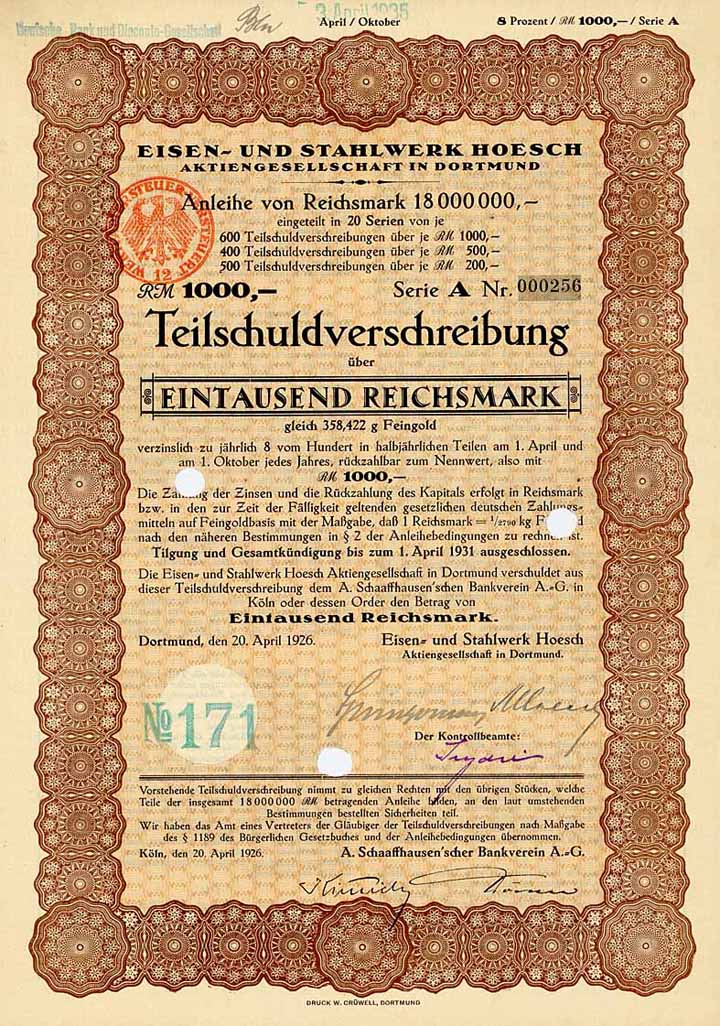 3. April 1935
Deutsche Bank und Disconto-Gesellschaft
Köln
April / Oktober
8 Prozent / RM 1000,— / Serie A
EISEN- UND STAHLWERK HOESCH
AKTIENGESELLSCHAFT IN DORTMUND
Anleihe von Reichsmark 18 000 000,—
eingeteilt in 20 Serien von je
600 Teilschuldverschreibungen über je RM 1000,—
400 Teilschuldverschreibungen über je RM 500,—
500 Teilschuldverschreibungen über je RM 200,—
12
RM 1000,— Serie A Nr. 000256
Teilschuldverschreibung
über
EINTAUSEND REICHSMARK
gleich 358,422 g Feingold
verzinslich zu jährlich 8 vom Hundert in halbjährlichen Teilen am 1. April und
am 1. Oktober jedes Jahres, rückzahlbar zum Nennwert, also mit
RM 1000,—
Die Za ng der Zinsen und die Rückzahlung des Kapitals erfolgt in Reichsmark
bzw. in den zur Zeit der Fälligkeit geltenden gesetzlichen deutschen Zahlungs-
mitteln auf Feingoldbasis mit der Maßgabe, daß 1 Reichsmark = 1/2790 kg F d
nach den näheren Bestimmungen in § 2 der Anleihebedingungen zu rechnen ist.
Tilgung und Gesamtkündigung bis zum 1. April 1931 ausgeschlossen.
Die Eisen- und Stahlwerk Hoesch Aktiengesellschaft in Dortmund verschuldet aus
dieser Teilschuldverschreibung dem A. Schaaffhausen'schen Bankverein A.-G. in
Köln oder dessen Order den Betrag von
Eintausend Reichsmark.
Dortmund, den 20. April 1926. Eisen- und Stahlwerk Hoesch
Aktiengesellschaft in Dortmund.
No 171
Der Kontrollbeamte:
Vorstehende Teilschuldverschreibung nimmt zu gleichen Rechten mit den übrigen Stücken, welche
Teile der insgesamt 18 000 000 RM betragenden Anleihe bilden, an den laut umstehenden
Bestimmungen bestellten Sicherheiten teil.
Wir haben das Amt eines Vertreters der Gläubiger der Teilschuldverschreibungen nach Maßgabe
des § 1189 des Bürgerlichen Gesetzbuches und der Anleihebedingungen übernommen.
Köln, den 20. April 1926. A. Schaaffhausen'scher Bankverein A.-G.
DRUCK W. CRÜWELL, DORTMUND